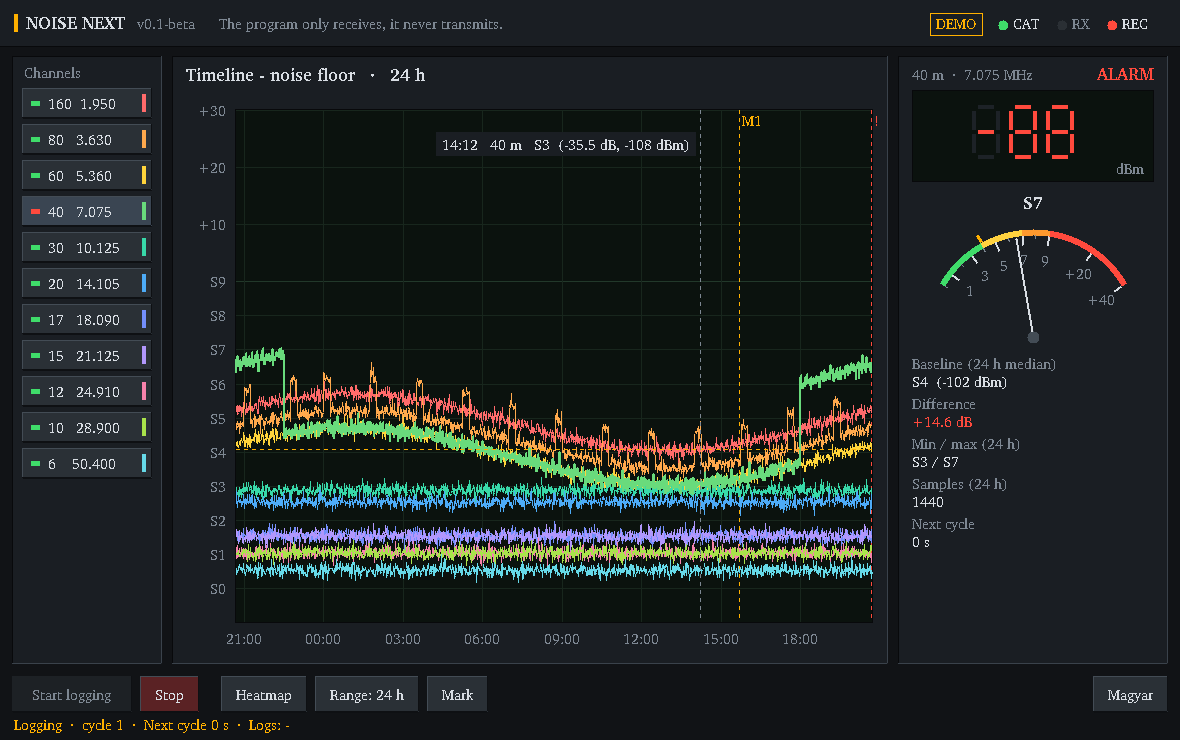 NOISE NEXT v0.1-beta The program only receives, it never transmits. DEMO CAT RX REC
Channels
160 1.950
80 3.630
60 5.360
40 7.075
30 10.125
20 14.105
17 18.090
15 21.125
12 24.910
10 28.900
6 50.400
Timeline - noise floor · 24 h
+30
+20
+10
S9
S8
S7
S6
S5
S4
S3
S2
S1
S0
M1
!
14:12 40 m S3 (-35.5 dB, -108 dBm)
21:00 00:00 03:00 06:00 09:00 12:00 15:00 18:00
40 m · 7.075 MHz ALARM
-88
dBm
S7
1 3 5 7 9 +20 +40
Baseline (24 h median)
S4 (-102 dBm)
Difference
+14.6 dB
Min / max (24 h)
S3 / S7
Samples (24 h)
1440
Next cycle
0 s
Start logging Stop Heatmap Range: 24 h Mark Magyar
Logging · cycle 1 · Next cycle 0 s · Logs: -